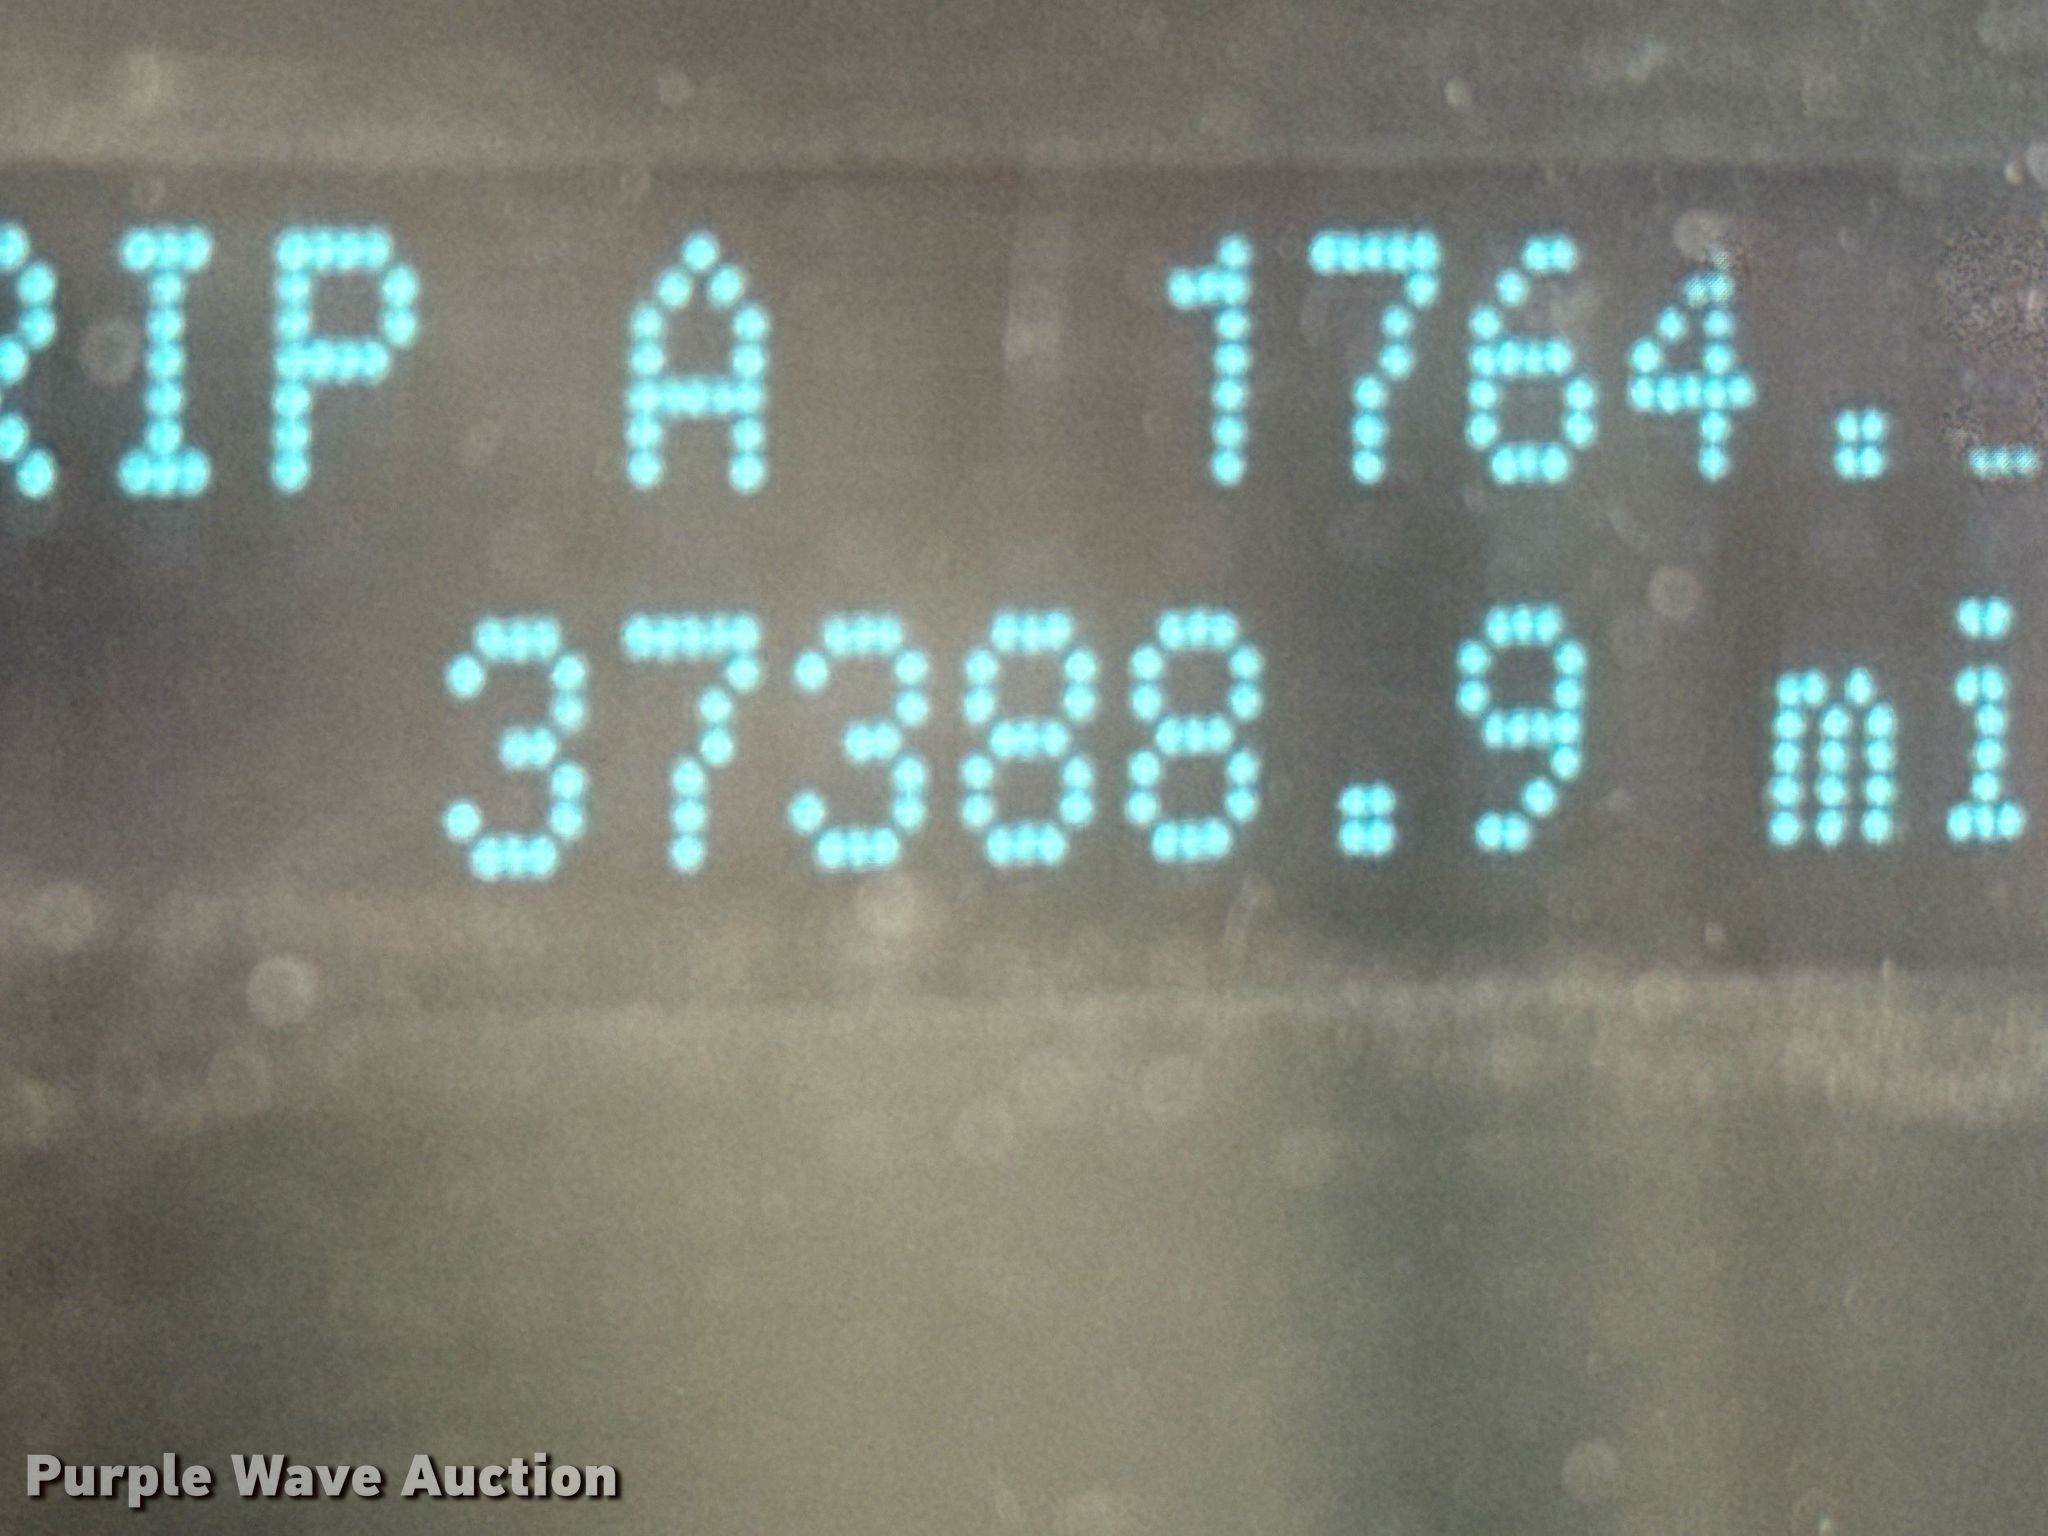 RIP A 1764.
37388.9 mi
Purple Wave Auction